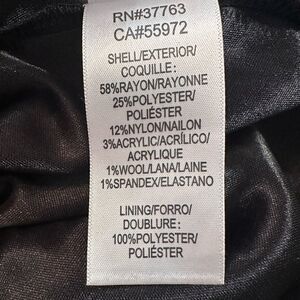 RN#37763
CA#55972
SHELL/EXTERIOR/
COQUILLE:
58%RAYON/RAYONNE
25%POLYESTER/
POLIÉSTER
12%NYLON/NAILON
3%ACRYLIC/ACRÍLICO/
ACRYLIQUE
1%WOOL/LANA/LAINE
1%SPANDEX/ELASTANO
LINING/FORRO/
DOUBLURE:
100%POLYESTER/
POLIÉSTER